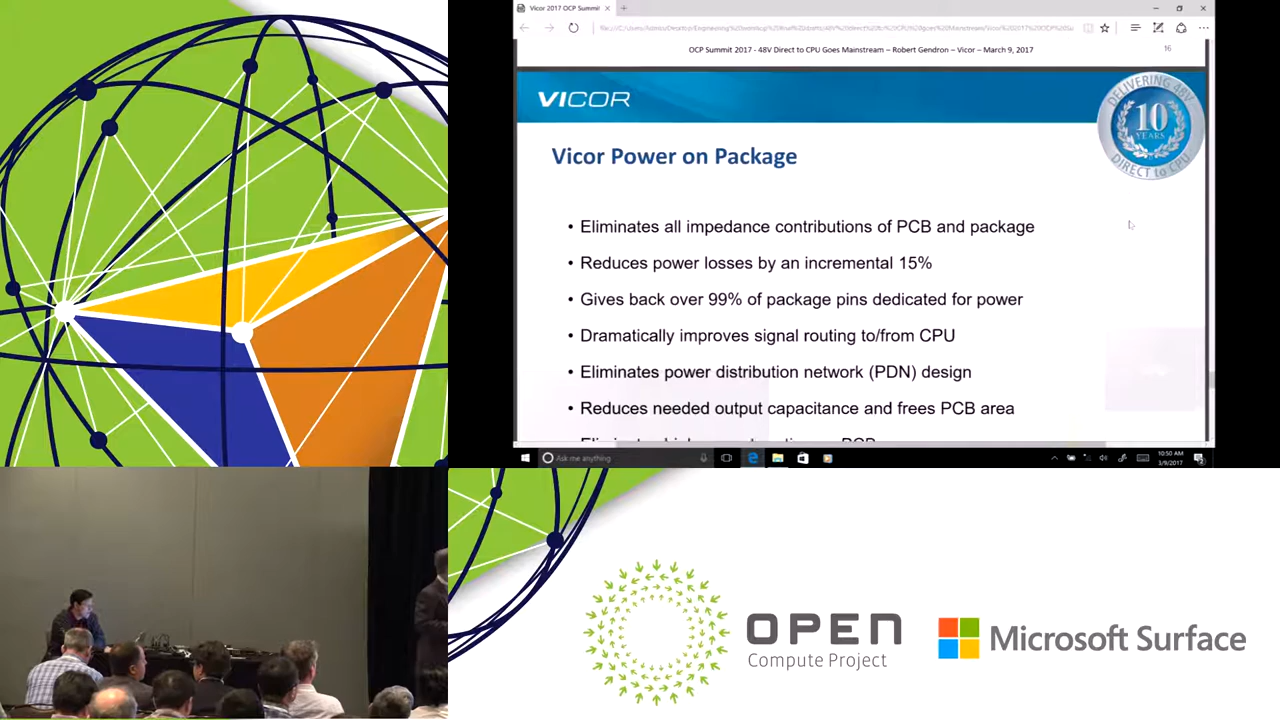 Vicor 2017 OCP Summit
OCP Summit 2017 - 48V Direct to CPU Goes Mainstream – Robert Gendron – Vicor – March 9, 2017
16
VICOR
DELIVERING 48V
10
YEARS
DIRECT to CPU
Vicor Power on Package
• Eliminates all impedance contributions of PCB and package
• Reduces power losses by an incremental 15%
• Gives back over 99% of package pins dedicated for power
• Dramatically improves signal routing to/from CPU
• Eliminates power distribution network (PDN) design
• Reduces needed output capacitance and frees PCB area
Ask me anything
10:50 AM
3/9/2017
OPEN
Compute Project
Microsoft Surface